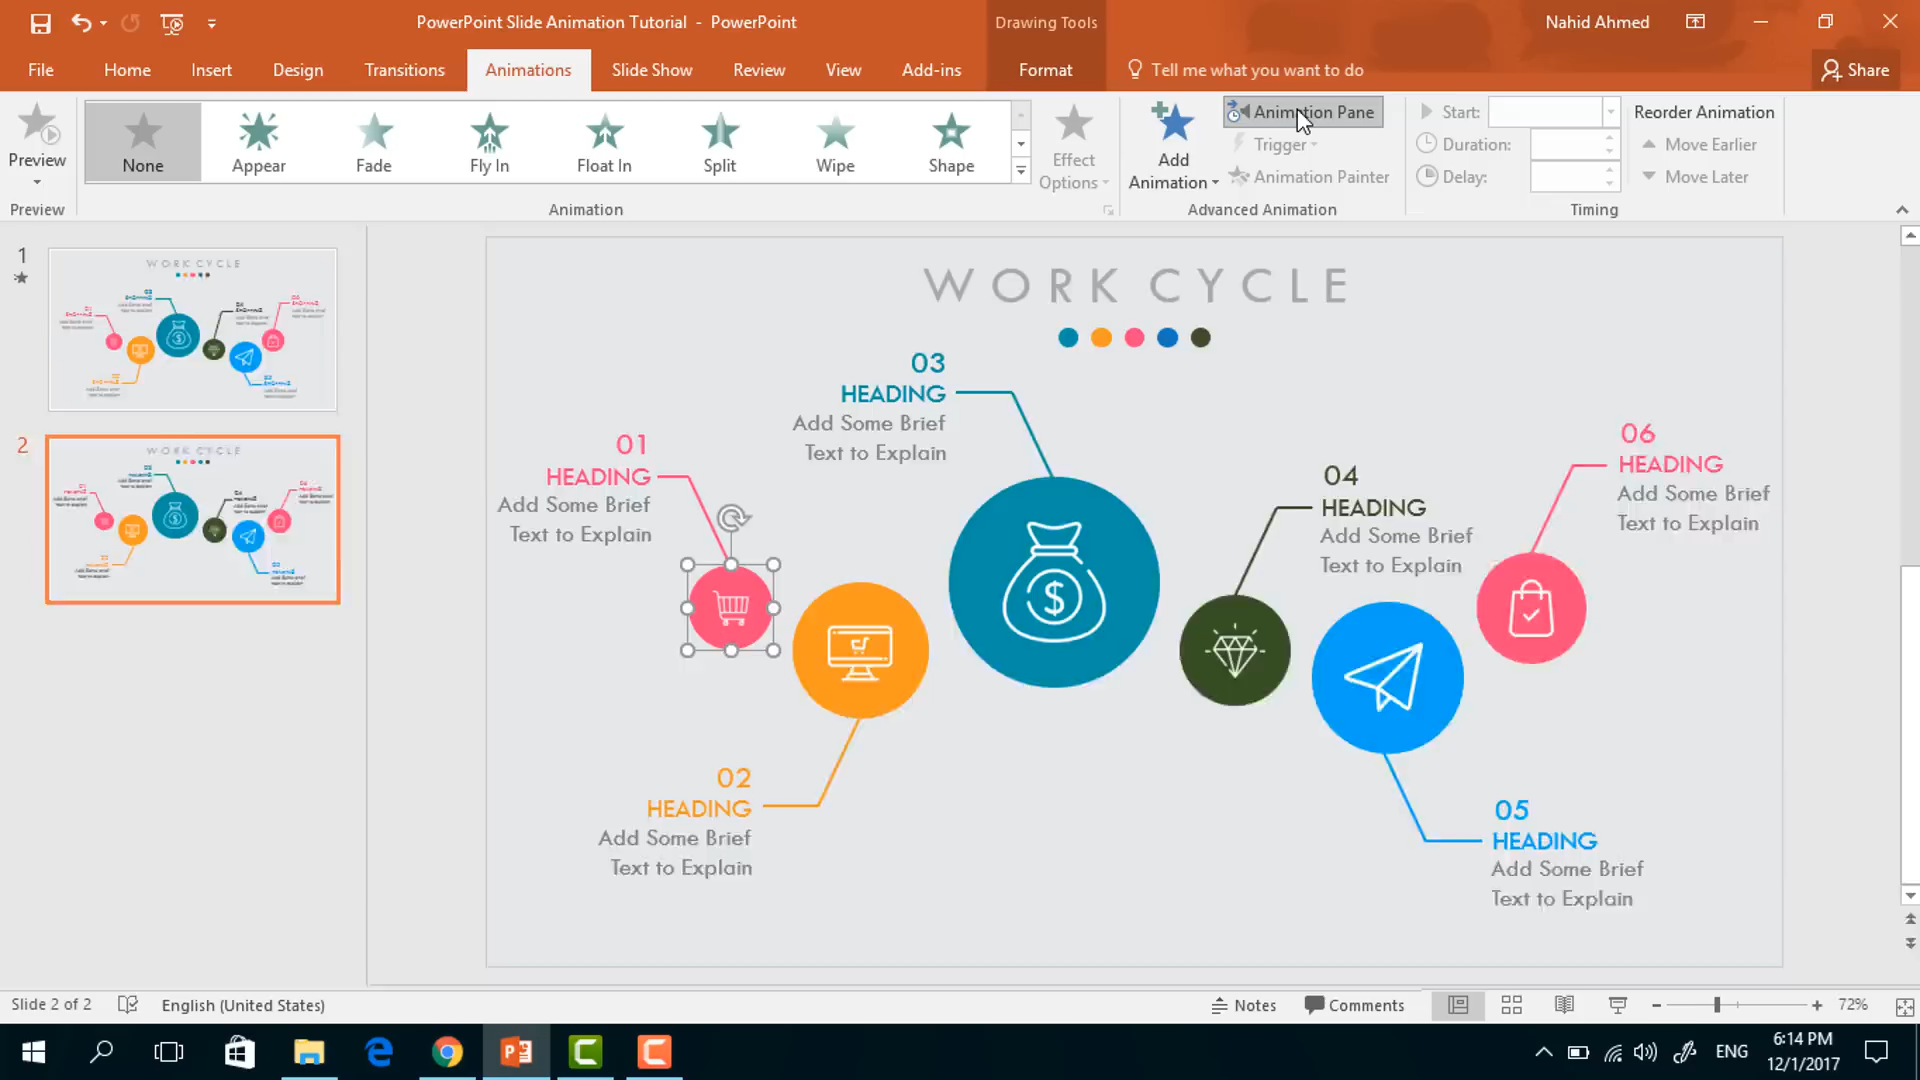 PowerPoint Slide Animation Tutorial - PowerPoint
Drawing Tools
Nahid Ahmed
File
Home
Insert
Design
Transitions
Animations
Slide Show
Review
View
Add-ins
Format
Tell me what you want to do
Share
Preview
None
Appear
Fade
Fly In
Float In
Split
Wipe
Shape
Effect
Options
Add
Animation
Animation Pane
Trigger
Animation Painter
Start:
Duration:
Delay:
Reorder Animation
Move Earlier
Move Later
Preview
Animation
Advanced Animation
Timing
1
WORK CYCLE
2
WORK CYCLE
WORK CYCLE
03
HEADING
Add Some Brief
Text to Explain
01
HEADING
Add Some Brief
Text to Explain
04
HEADING
Add Some Brief
Text to Explain
06
HEADING
Add Some Brief
Text to Explain
$
02
HEADING
Add Some Brief
Text to Explain
05
HEADING
Add Some Brief
Text to Explain
Slide 2 of 2
English (United States)
Notes
Comments
72%
ENG
6:14 PM
12/1/2017